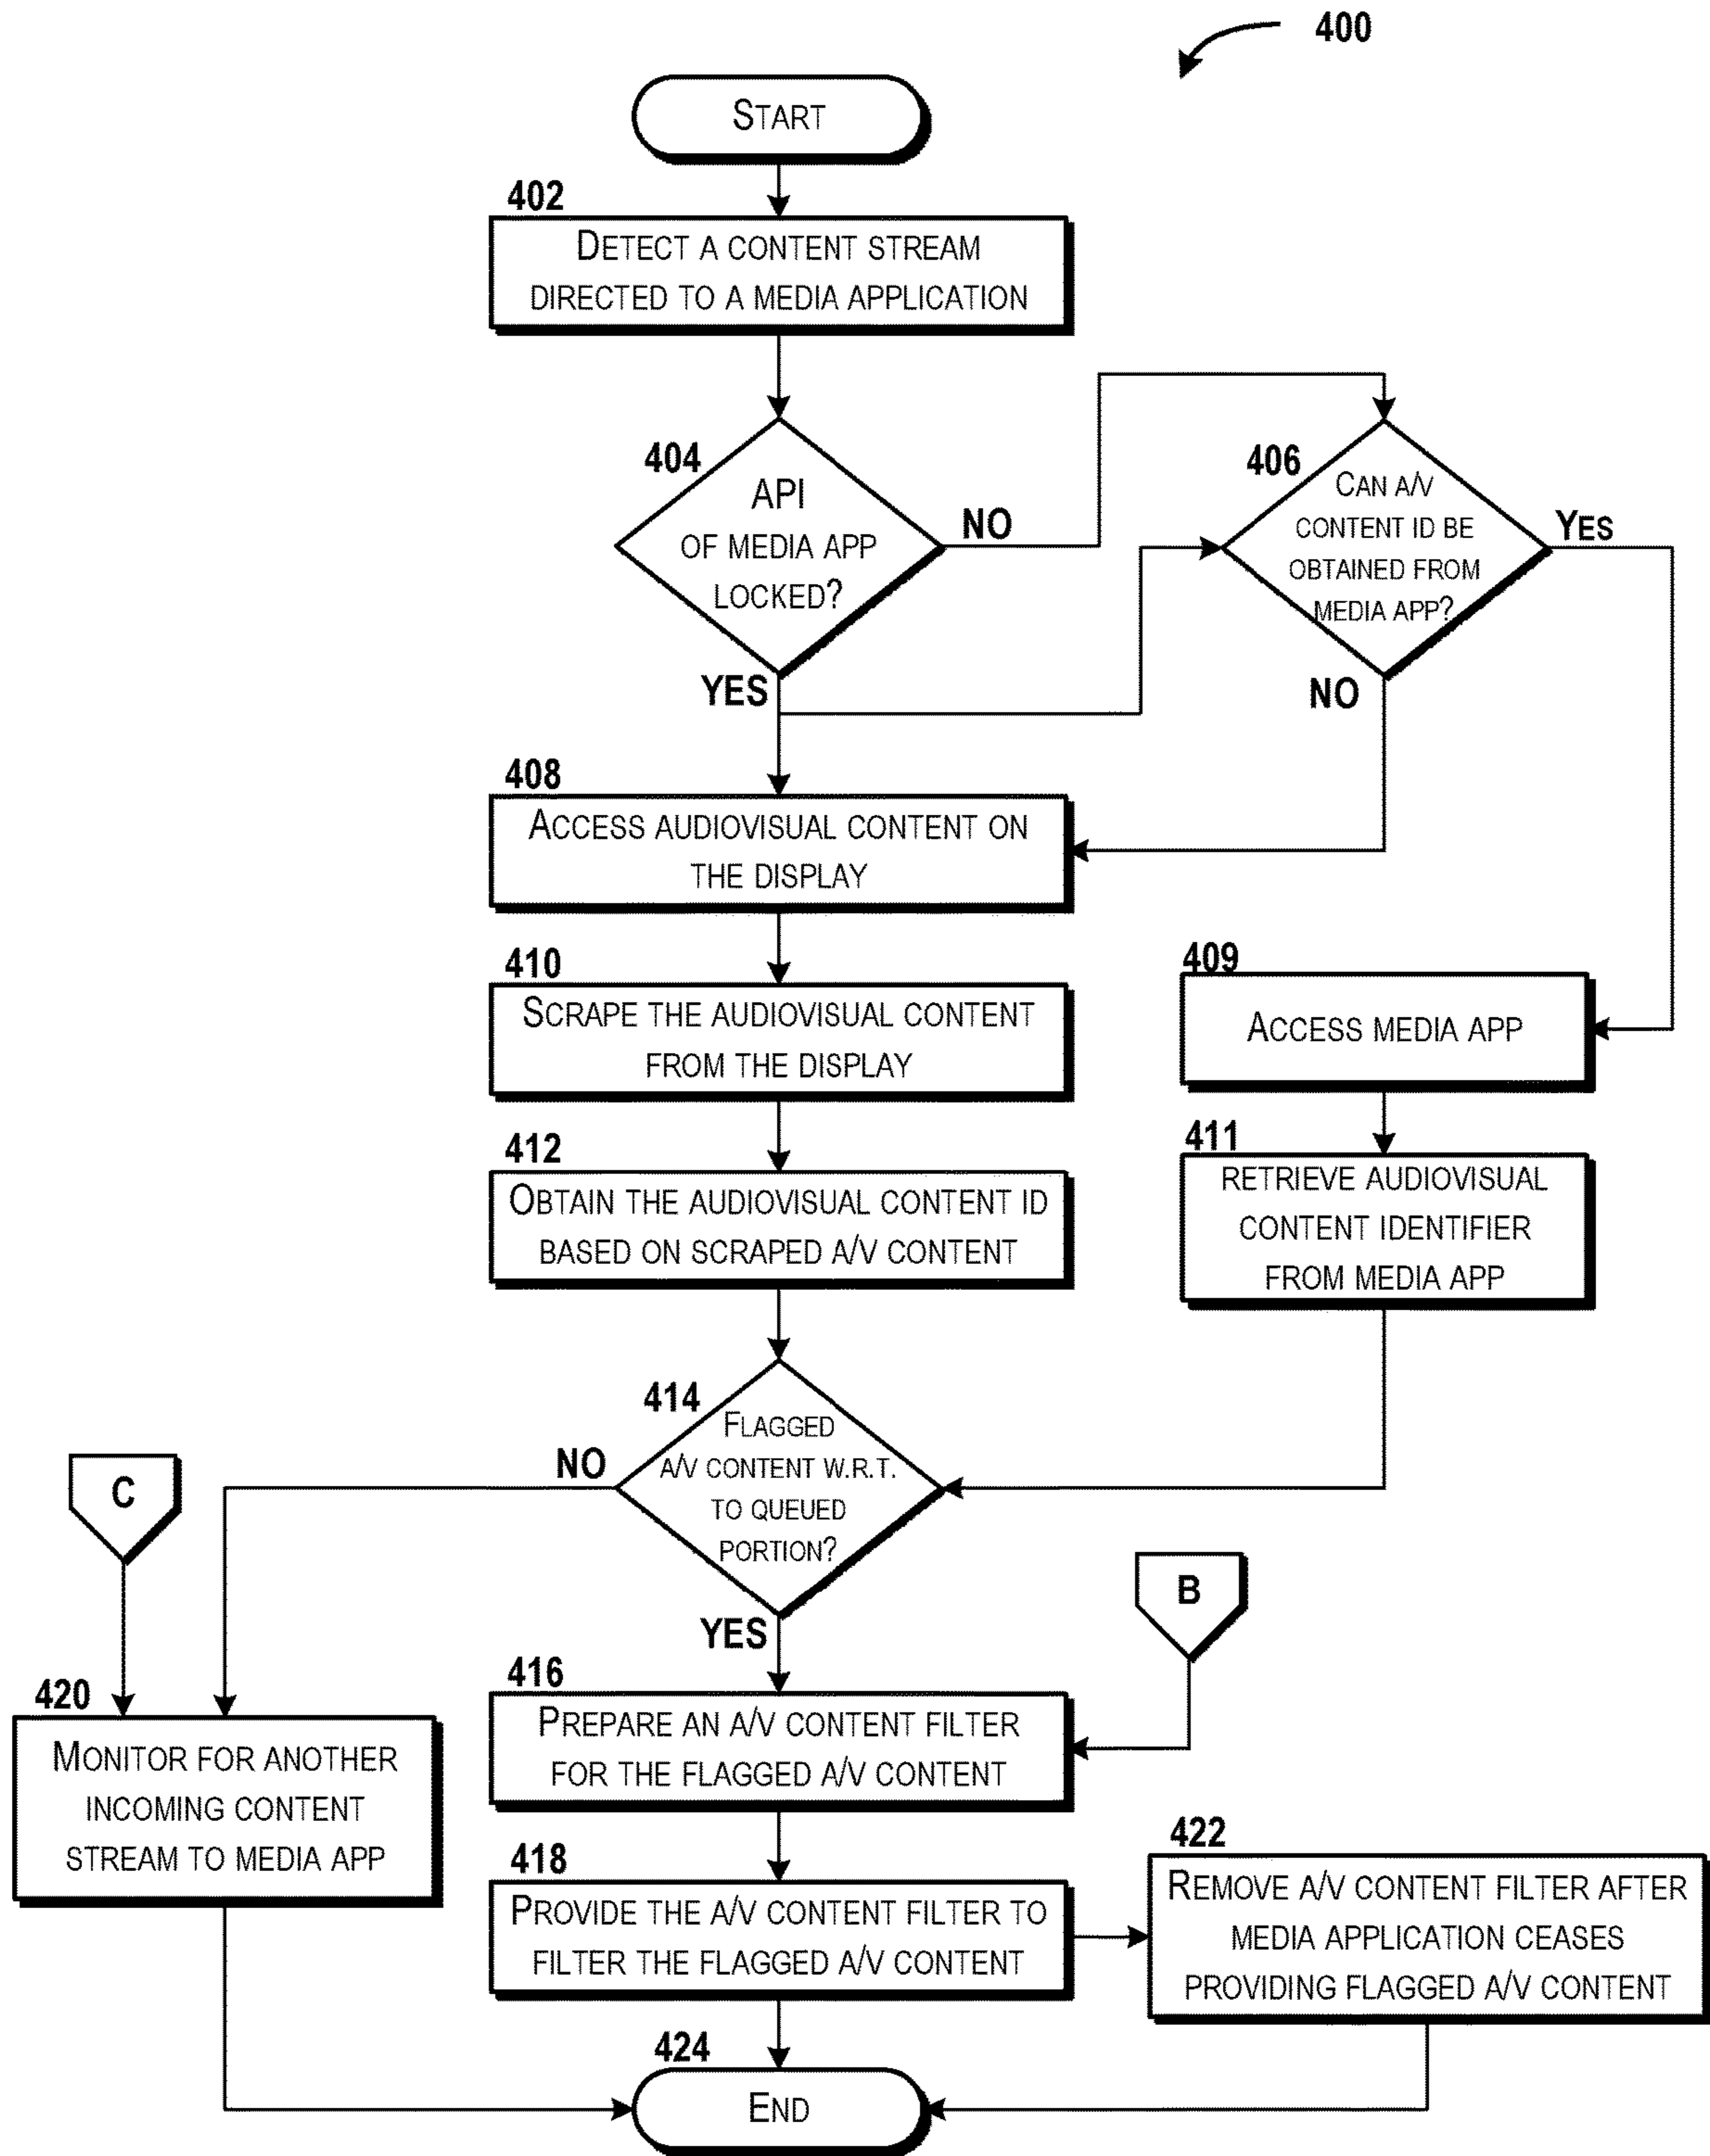 400
START
402
DETECT A CONTENT STREAM
DIRECTED TO A MEDIA APPLICATION
404
API
OF MEDIA APP
LOCKED?
NO
YES
406
CAN A/V
CONTENT ID BE
OBTAINED FROM
MEDIA APP?
YES
NO
408
ACCESS AUDIOVISUAL CONTENT ON
THE DISPLAY
409
ACCESS MEDIA APP
410
SCRAPE THE AUDIOVISUAL CONTENT
FROM THE DISPLAY
411
RETRIEVE AUDIOVISUAL
CONTENT IDENTIFIER
FROM MEDIA APP
412
OBTAIN THE AUDIOVISUAL CONTENT ID
BASED ON SCRAPED A/V CONTENT
414
FLAGGED
A/V CONTENT W.R.T.
TO QUEUED
PORTION?
NO
YES
C
B
416
PREPARE AN A/V CONTENT FILTER
FOR THE FLAGGED A/V CONTENT
420
MONITOR FOR ANOTHER
INCOMING CONTENT
STREAM TO MEDIA APP
418
PROVIDE THE A/V CONTENT FILTER TO
FILTER THE FLAGGED A/V CONTENT
422
REMOVE A/V CONTENT FILTER AFTER
MEDIA APPLICATION CEASES
PROVIDING FLAGGED A/V CONTENT
424
END